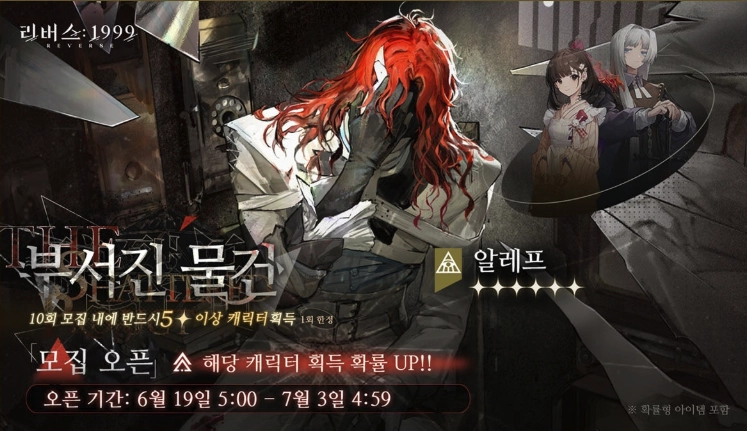 리버스:1999
REVERSE
THE
부서진 물건
알레프
10회 모집 내에 반드시 5✦ 이상 캐릭터 획득 1회 한정
「모집 오픈」 해당 캐릭터 획득 확률 UP!!
오픈 기간: 6월 19일 5:00 - 7월 3일 4:59
※ 확률형 아이템 포함